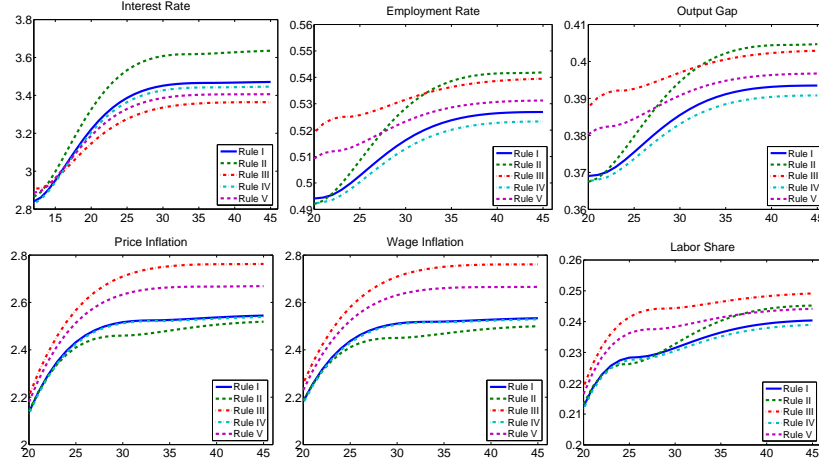 Interest Rate
3.8
3.6
3.4
3.2
3
2.8
15 20 25 30 35 40 45
Rule I
Rule II
Rule III
Rule IV
Rule V
Employment Rate
0.56
0.55
0.54
0.53
0.52
0.51
0.5
0.49
20 25 30 35 40 45
Rule I
Rule II
Rule III
Rule IV
Rule V
Output Gap
0.41
0.4
0.39
0.38
0.37
0.36
20 25 30 35 40 45
Rule I
Rule II
Rule III
Rule IV
Rule V
Price Inflation
2.8
2.6
2.4
2.2
2
20 25 30 35 40 45
Rule I
Rule II
Rule III
Rule IV
Rule V
Wage Inflation
2.8
2.6
2.4
2.2
2
20 25 30 35 40 45
Rule I
Rule II
Rule III
Rule IV
Rule V
Labor Share
0.26
0.25
0.24
0.23
0.22
0.21
0.2
20 25 30 35 40 45
Rule I
Rule II
Rule III
Rule IV
Rule V